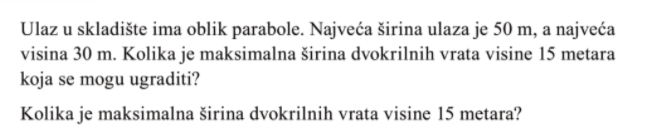 Ulaz u skladište ima oblik parabole. Najveća širina ulaza je 50 m, a najveća
visina 30 m. Kolika je maksimalna širina dvokrilnih vrata visine 15 metara
koja se mogu ugraditi?
Kolika je maksimalna širina dvokrilnih vrata visine 15 metara?